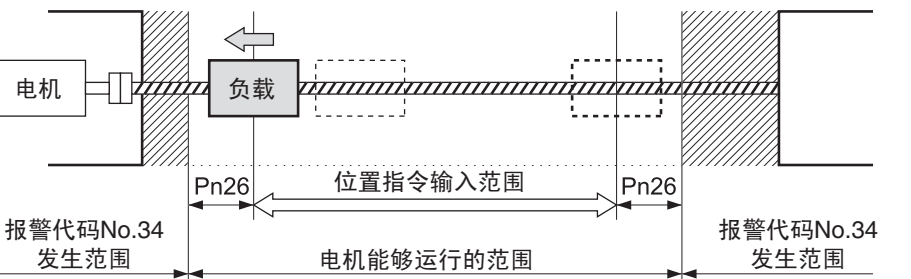 电机
负载
Pn26
位置指令输入范围
Pn26
报警代码No.34
发生范围
电机能够运行的范围
报警代码No.34
发生范围